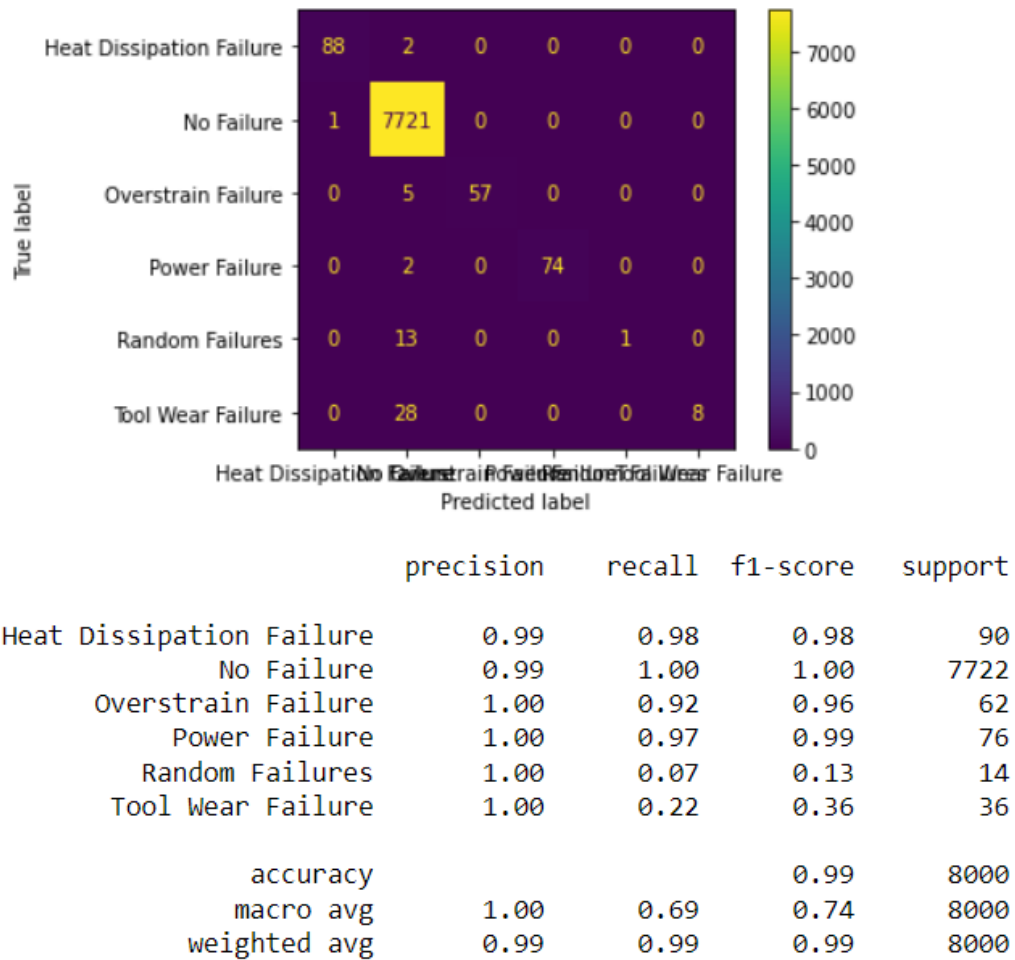 Heat Dissipation Failure 88 2 0 0 0 0
7000
No Failure 1 7721 0 0 0 0
6000
5000
Overstrain Failure 0 5 57 0 0 0
4000
True label
Power Failure 0 2 0 74 0 0
3000
2000
Random Failures 0 13 0 0 1 0
1000
Tool Wear Failure 0 28 0 0 0 8
0
Heat Dissipation Failure
Predicted label
precision recall f1-score support
Heat Dissipation Failure 0.99 0.98 0.98 90
No Failure 0.99 1.00 1.00 7722
Overstrain Failure 1.00 0.92 0.96 62
Power Failure 1.00 0.97 0.99 76
Random Failures 1.00 0.07 0.13 14
Tool Wear Failure 1.00 0.22 0.36 36
accuracy 0.99 8000
macro avg 1.00 0.69 0.74 8000
weighted avg 0.99 0.99 0.99 8000